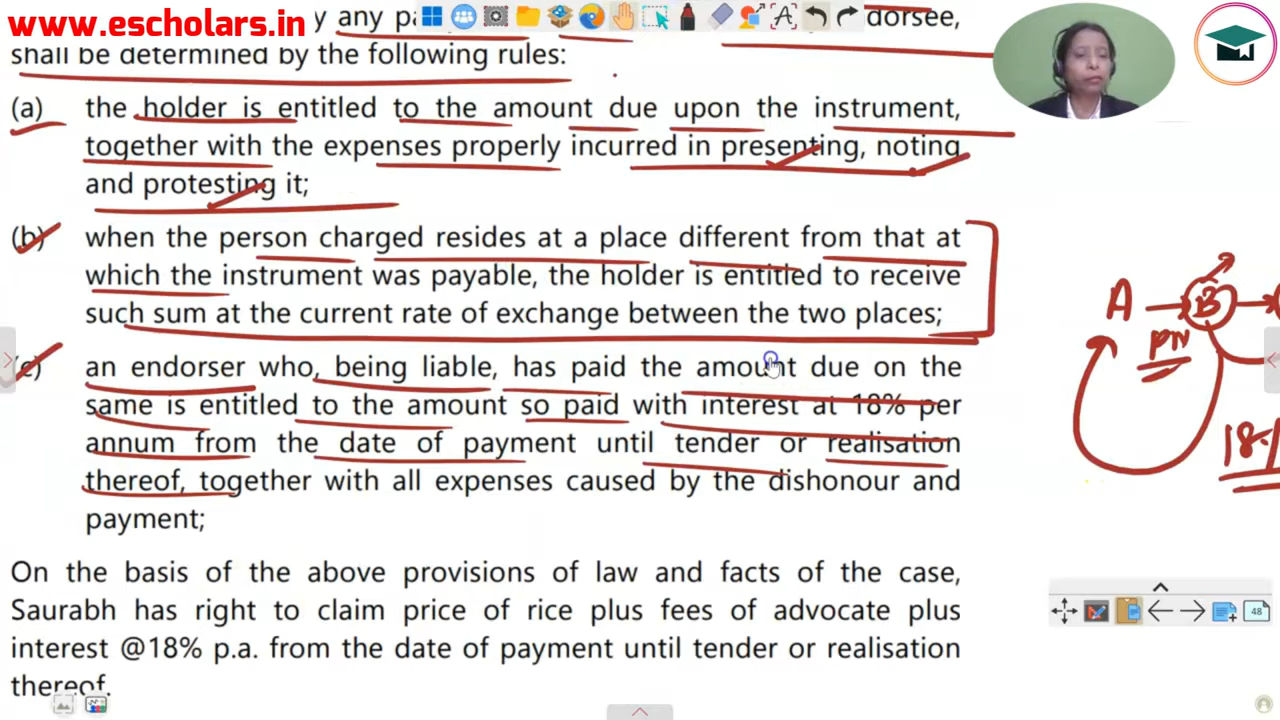 www.escholars.in
y any pa
dorsee,
shall be determined by the following rules:
(a) the holder is entitled to the amount due upon the instrument,
together with the expenses properly incurred in presenting, noting
and protesting it;
(b) when the person charged resides at a place different from that at
which the instrument was payable, the holder is entitled to receive
such sum at the current rate of exchange between the two places;
(c) an endorser who, being liable, has paid the amount due on the
same is entitled to the amount so paid with interest at 18% per
annum from the date of payment until tender or realisation
thereof, together with all expenses caused by the dishonour and
payment;
On the basis of the above provisions of law and facts of the case,
Saurabh has right to claim price of rice plus fees of advocate plus
interest @18% p.a. from the date of payment until tender or realisation
thereof.
A B
PN
18
48